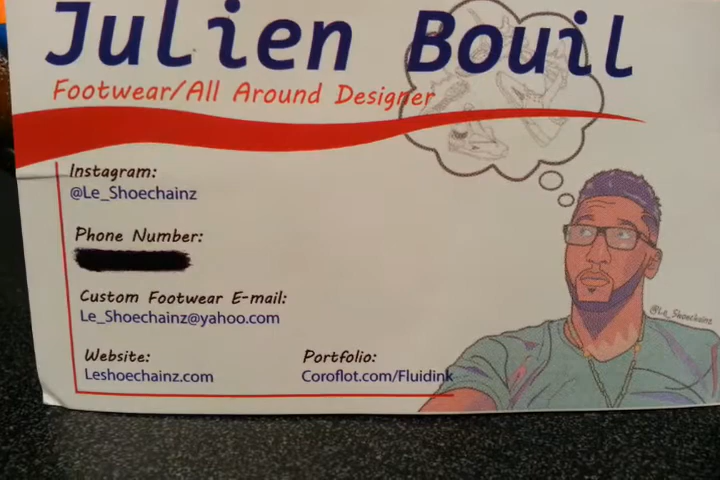 Julien Bouil
Footwear/All Around Designer
Instagram:
@Le_Shoechainz
Phone Number:
Custom Footwear E-mail:
Le_Shoechainz@yahoo.com
Website:
Leshoechainz.com
Portfolio:
Coroflot.com/Fluidink
@Le_Shoechainz